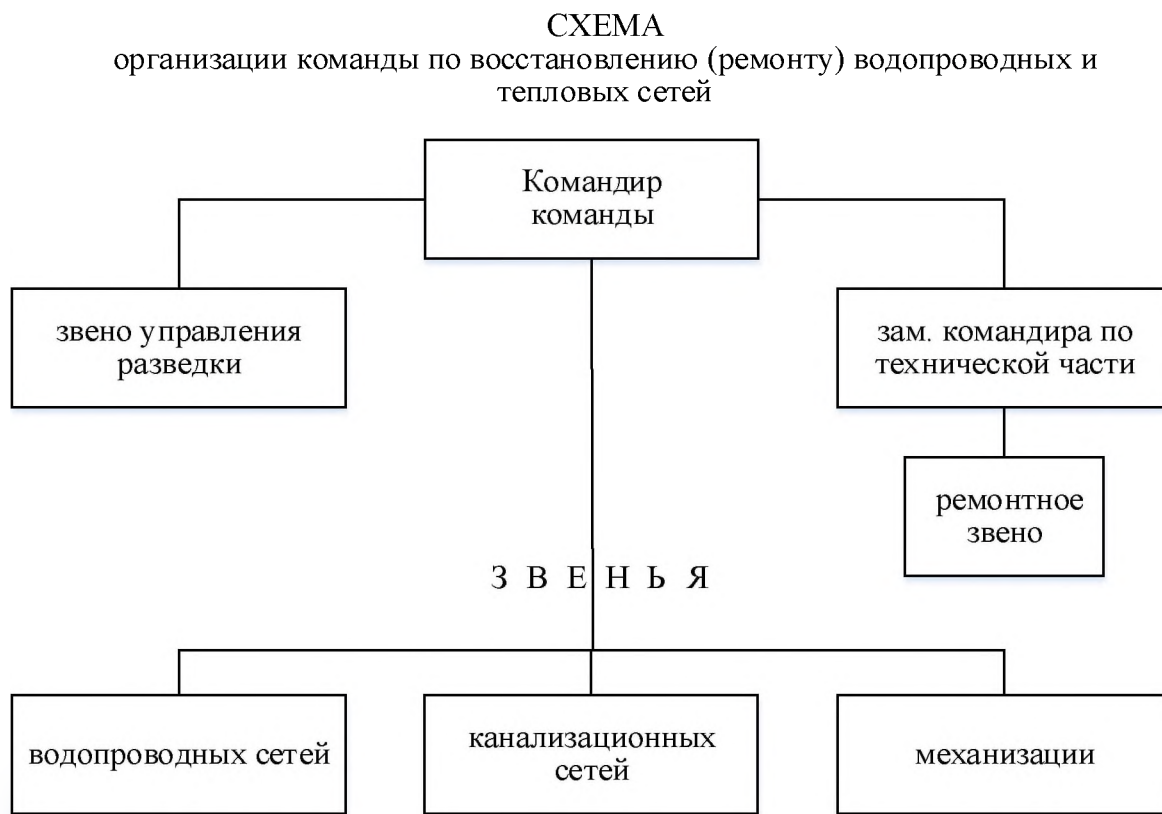 СХЕМА
организации команды по восстановлению (ремонту) водопроводных и
тепловых сетей
Командир
команды
звено управления
разведки
зам. командира по
технической части
ремонтное
звено
З В Е Н Ь Я
водопроводных сетей
канализационных
сетей
механизации